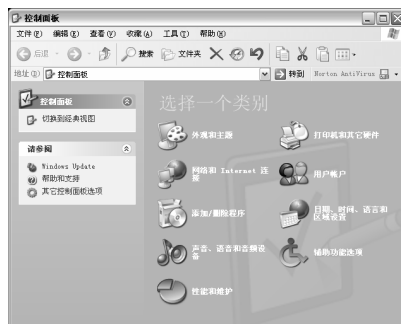 控制面板
文件(F) 编辑(E) 查看(V) 收藏(A) 工具(T) 帮助(H)
后退 搜索 文件夹
地址(D) 控制面板 转到 Norton AntiVirus
控制面板
切换到经典视图
请参阅
Windows Update
帮助和支持
其它控制面板选项
选择一个类别
外观和主题
打印机和其它硬件
网络和 Internet 连
接
用户帐户
添加/删除程序
日期、时间、语言和
区域设置
声音、语音和音频设
备
辅助功能选项
性能和维护